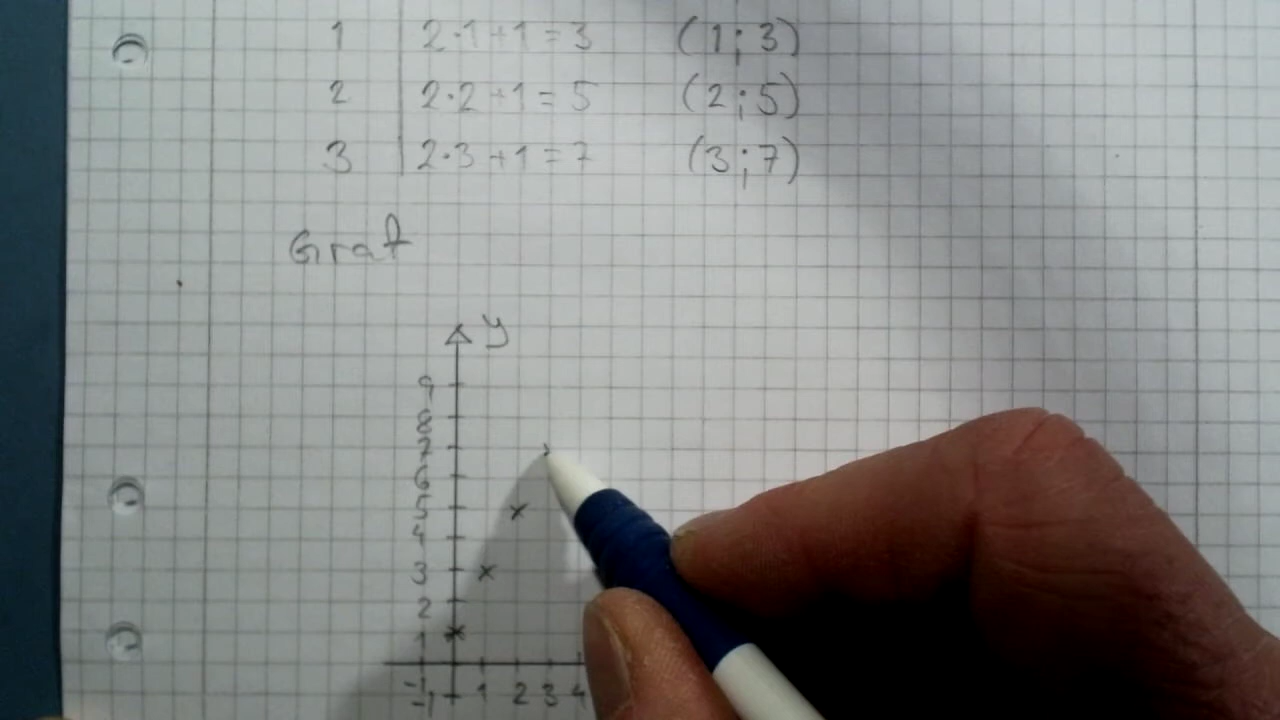 1 2·1+1=3 (1;3)
2 2·2+1=5 (2;5)
3 2·3+1=7 (3;7)
Graf
y
9
8
7
6
5
4
3
2
1
-1 1 2 3 4
-1